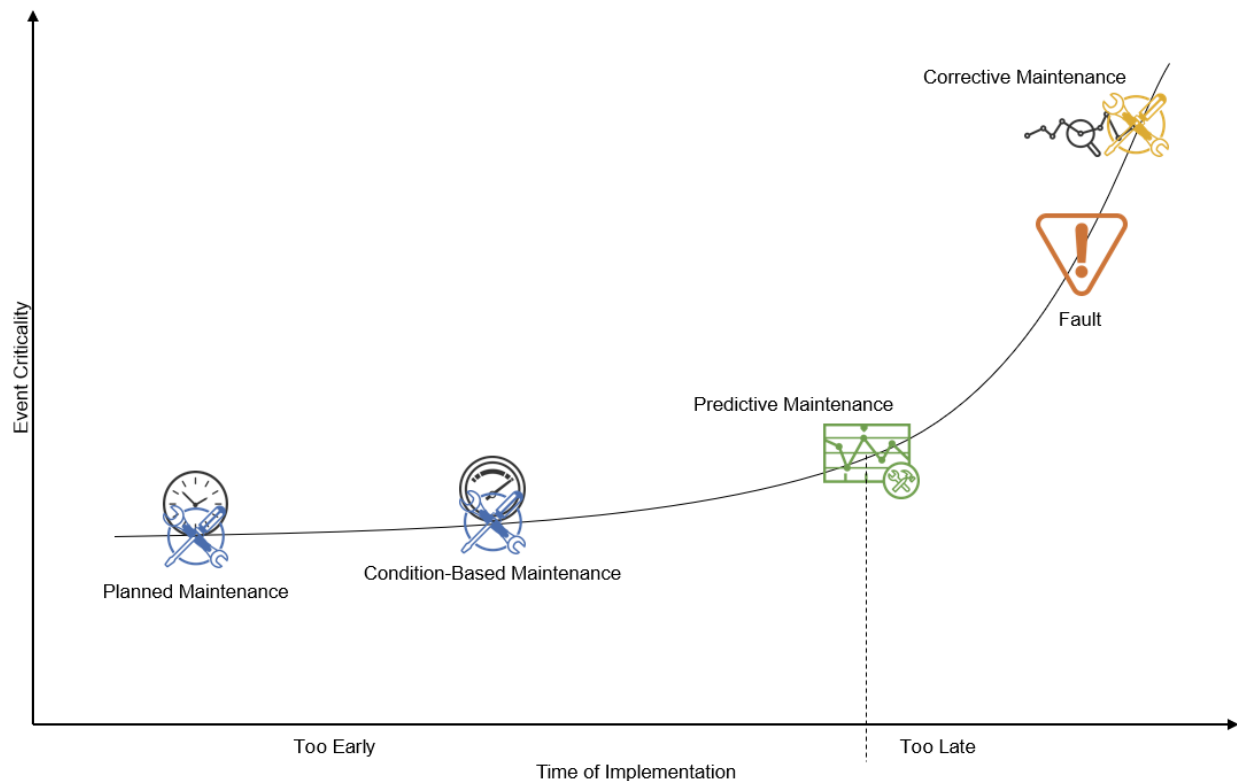 Corrective Maintenance
Fault
Predictive Maintenance
Condition-Based Maintenance
Planned Maintenance
Event Criticality
Too Early
Too Late
Time of Implementation